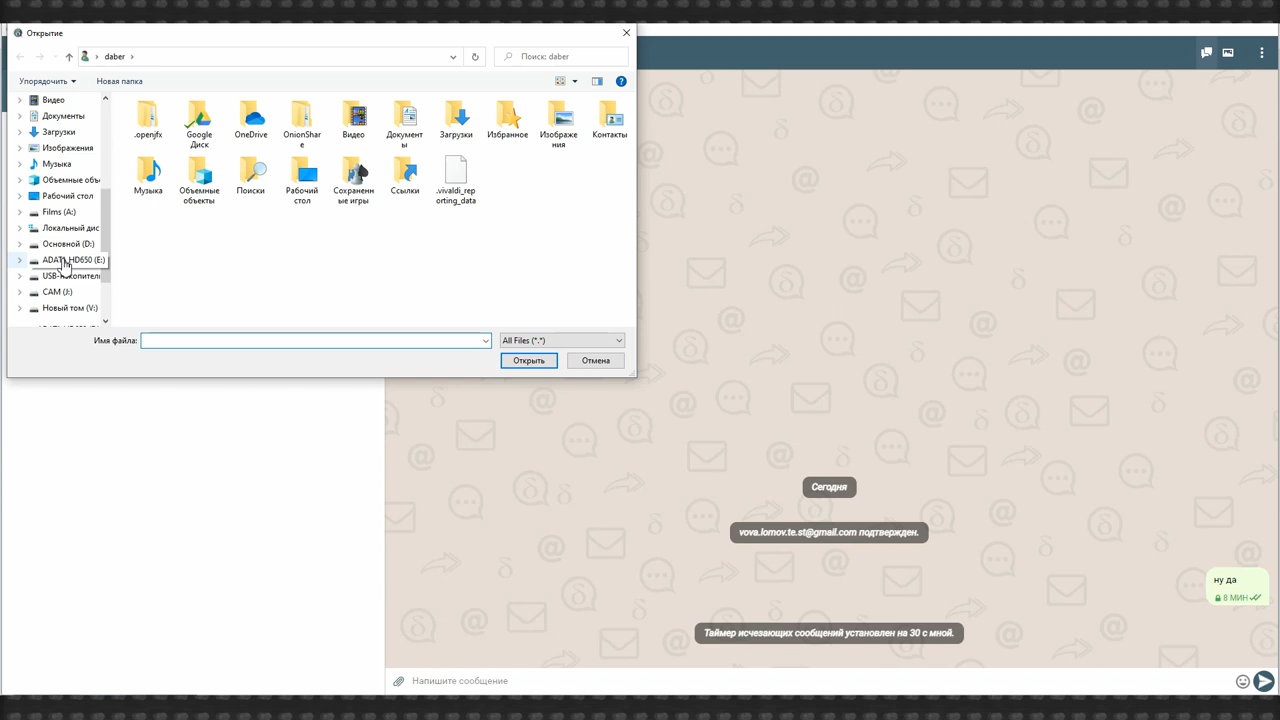 Открытие
daber
Поиск: daber
Упорядочить
Новая папка
Видео
Документы
Загрузки
Изображения
Музыка
Объемные объ
Рабочий стол
Films (A:)
Локальный дис
Основной (D:)
ADATA HD650 (E:)
USB-накопитель
CAM (J:)
Новый том (V:)
.openjfx
Google
Диск
OneDrive
OnionShar
e
Видео
Документ
ы
Загрузки
Избранное
Изображе
ния
Контакты
Музыка
Объемные
объекты
Поиски
Рабочий
стол
Сохраненн
ые игры
Ссылки
.vivaldi_rep
orting_data
Имя файла:
All Files (*.*)
Открыть
Отмена
Сегодня
vova.lomov.te.st@gmail.com подтвержден.
ну да
8 МИН
Таймер исчезающих сообщений установлен на 30 с мной.
Напишите сообщение